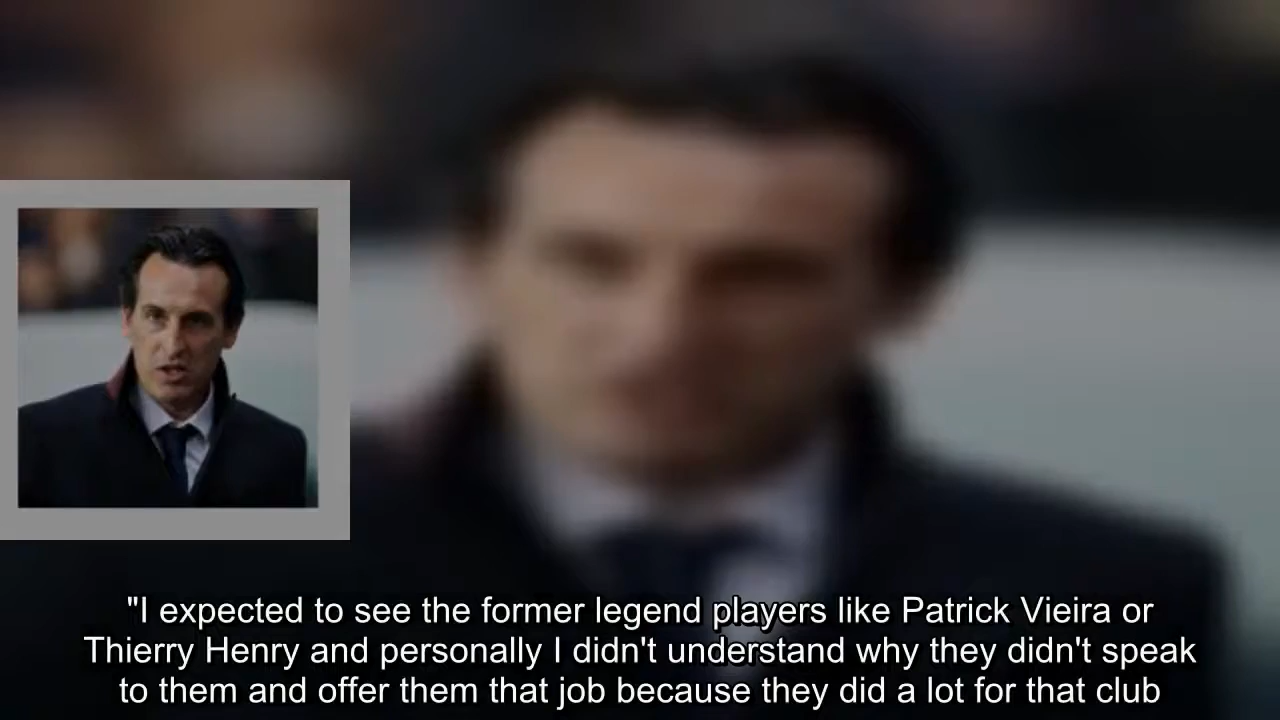 "I expected to see the former legend players like Patrick Vieira or
Thierry Henry and personally I didn't understand why they didn't speak
to them and offer them that job because they did a lot for that club